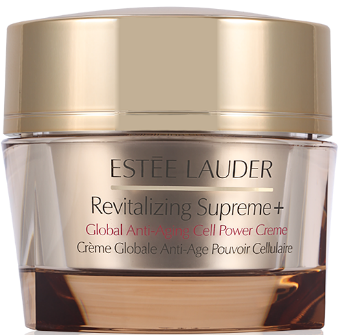 ESTĒE LAUDER
Revitalizing Supreme+
Global Anti-Aging Cell Power Creme
Crème Globale Anti-Age Pouvoir Cellulaire